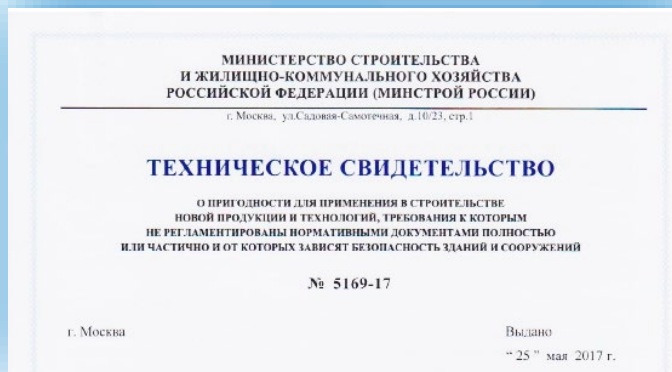 МИНИСТЕРСТВО СТРОИТЕЛЬСТВА
И ЖИЛИЩНО-КОММУНАЛЬНОГО ХОЗЯЙСТВА
РОССИЙСКОЙ ФЕДЕРАЦИИ (МИНСТРОЙ РОССИИ)
г. Москва, ул.Садовая-Самотечная, д.10/23, стр.1
ТЕХНИЧЕСКОЕ СВИДЕТЕЛЬСТВО
О ПРИГОДНОСТИ ДЛЯ ПРИМЕНЕНИЯ В СТРОИТЕЛЬСТВЕ
НОВОЙ ПРОДУКЦИИ И ТЕХНОЛОГИЙ, ТРЕБОВАНИЯ К КОТОРЫМ
НЕ РЕГЛАМЕНТИРОВАНЫ НОРМАТИВНЫМИ ДОКУМЕНТАМИ ПОЛНОСТЬЮ
ИЛИ ЧАСТИЧНО И ОТ КОТОРЫХ ЗАВИСЯТ БЕЗОПАСНОСТЬ ЗДАНИЙ И СООРУЖЕНИЙ
№ 5169-17
г. Москва
Выдано
“ 25 ” мая 2017 г.